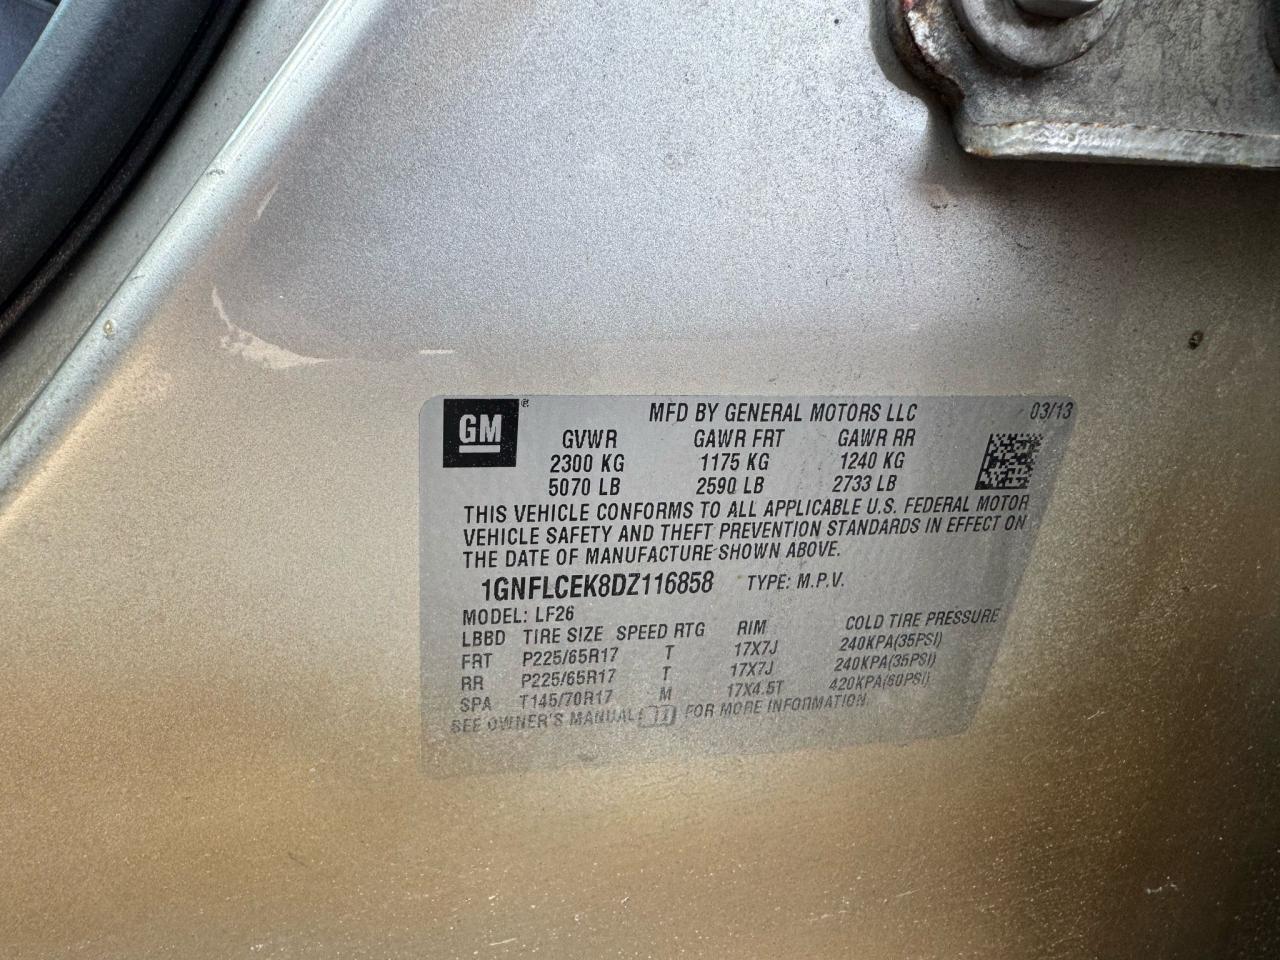 GM ®
MFD BY GENERAL MOTORS LLC 03/13
GVWR GAWR FRT GAWR RR
2300 KG 1175 KG 1240 KG
5070 LB 2590 LB 2733 LB
THIS VEHICLE CONFORMS TO ALL APPLICABLE U.S. FEDERAL MOTOR
VEHICLE SAFETY AND THEFT PREVENTION STANDARDS IN EFFECT ON
THE DATE OF MANUFACTURE SHOWN ABOVE.
1GNFLCEK8DZ116858 TYPE: M.P.V.
MODEL: LF26
LBBD TIRE SIZE SPEED RTG RIM COLD TIRE PRESSURE
FRT P225/65R17 T 17X7J 240KPA(35PSI)
RR P225/65R17 T 17X7J 240KPA(35PSI)
SPA T145/70R17 M 17X4.5T 420KPA(60PSI)
SEE OWNER'S MANUAL FOR MORE INFORMATION.